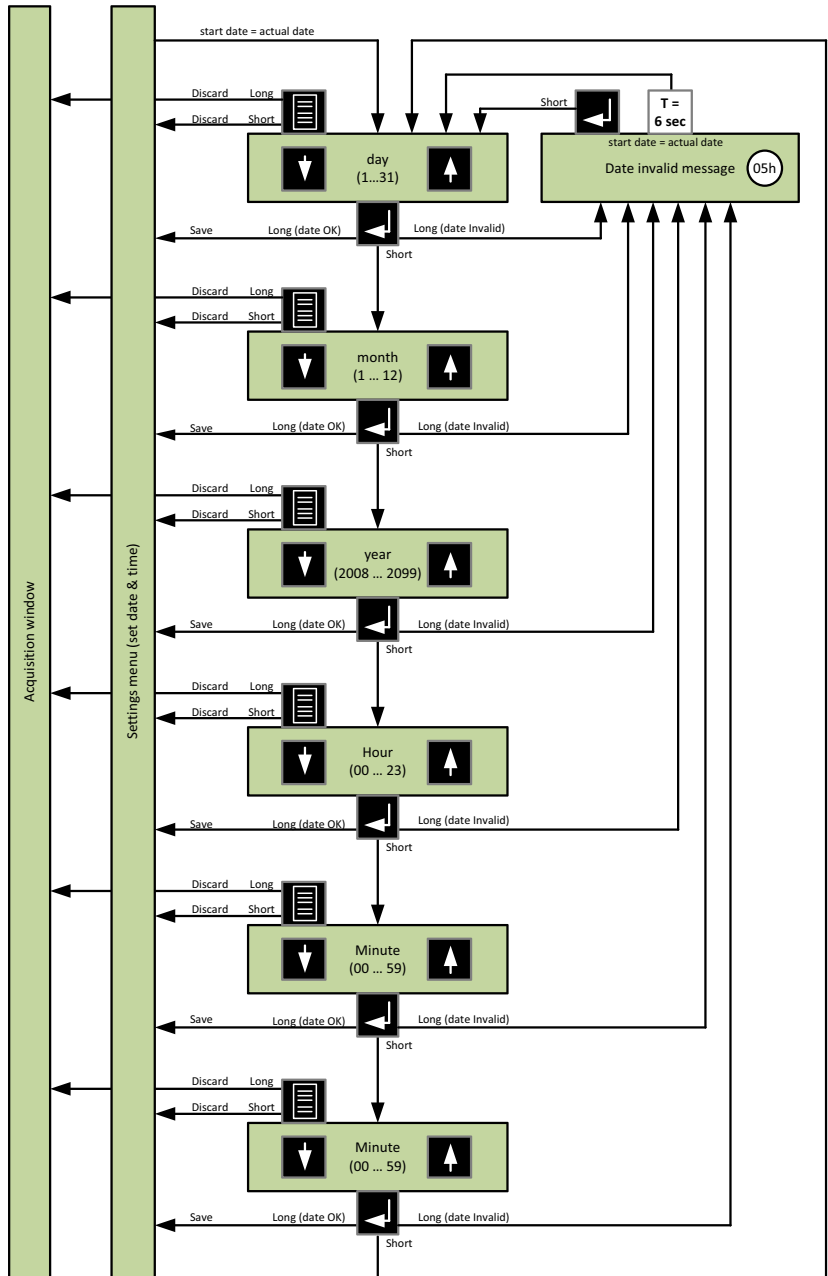 start date = actual date
Discard Long
Discard Short
Short
T =
6 sec
day
(1...31)
start date = actual date
Date invalid message
05h
Save Long (date OK) Long (date Invalid)
Short
Discard Long
Discard Short
month
(1 ... 12)
Save Long (date OK) Long (date Invalid)
Short
Discard Long
Discard Short
year
(2008 ... 2099)
Save Long (date OK) Long (date Invalid)
Short
Acquisition window
Settings menu (set date & time)
Discard Long
Discard Short
Hour
(00 ... 23)
Save Long (date OK) Long (date Invalid)
Short
Discard Long
Discard Short
Minute
(00 ... 59)
Save Long (date OK) Long (date Invalid)
Short
Discard Long
Discard Short
Minute
(00 ... 59)
Save Long (date OK) Long (date Invalid)
Short